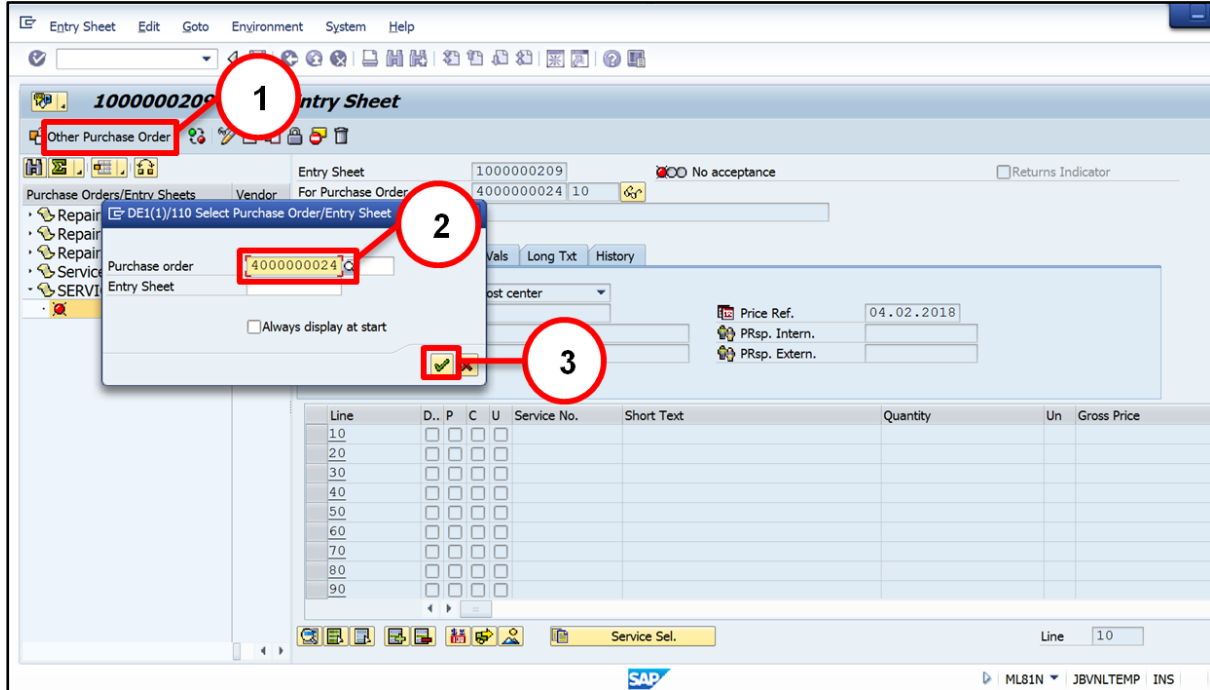 Entry Sheet Edit Goto Environment System Help
1000000209
ntry Sheet
1
Other Purchase Order
Purchase Orders/Entry Sheets Vendor
Repair
Repair
Repair
Service
SERVI
Entry Sheet 1000000209 No acceptance Returns Indicator
For Purchase Order 4000000024 10
DE1(1)/110 Select Purchase Order/Entry Sheet
2
Purchase order 4000000024
Entry Sheet
Always display at start
3
Vals Long Txt History
ost center
Price Ref. 04.02.2018
PRsp. Intern.
PRsp. Extern.
Line D.. P C U Service No. Short Text Quantity Un Gross Price
10
20
30
40
50
60
70
80
90
Service Sel. Line 10
SAP ML81N JBVNLTEMP INS